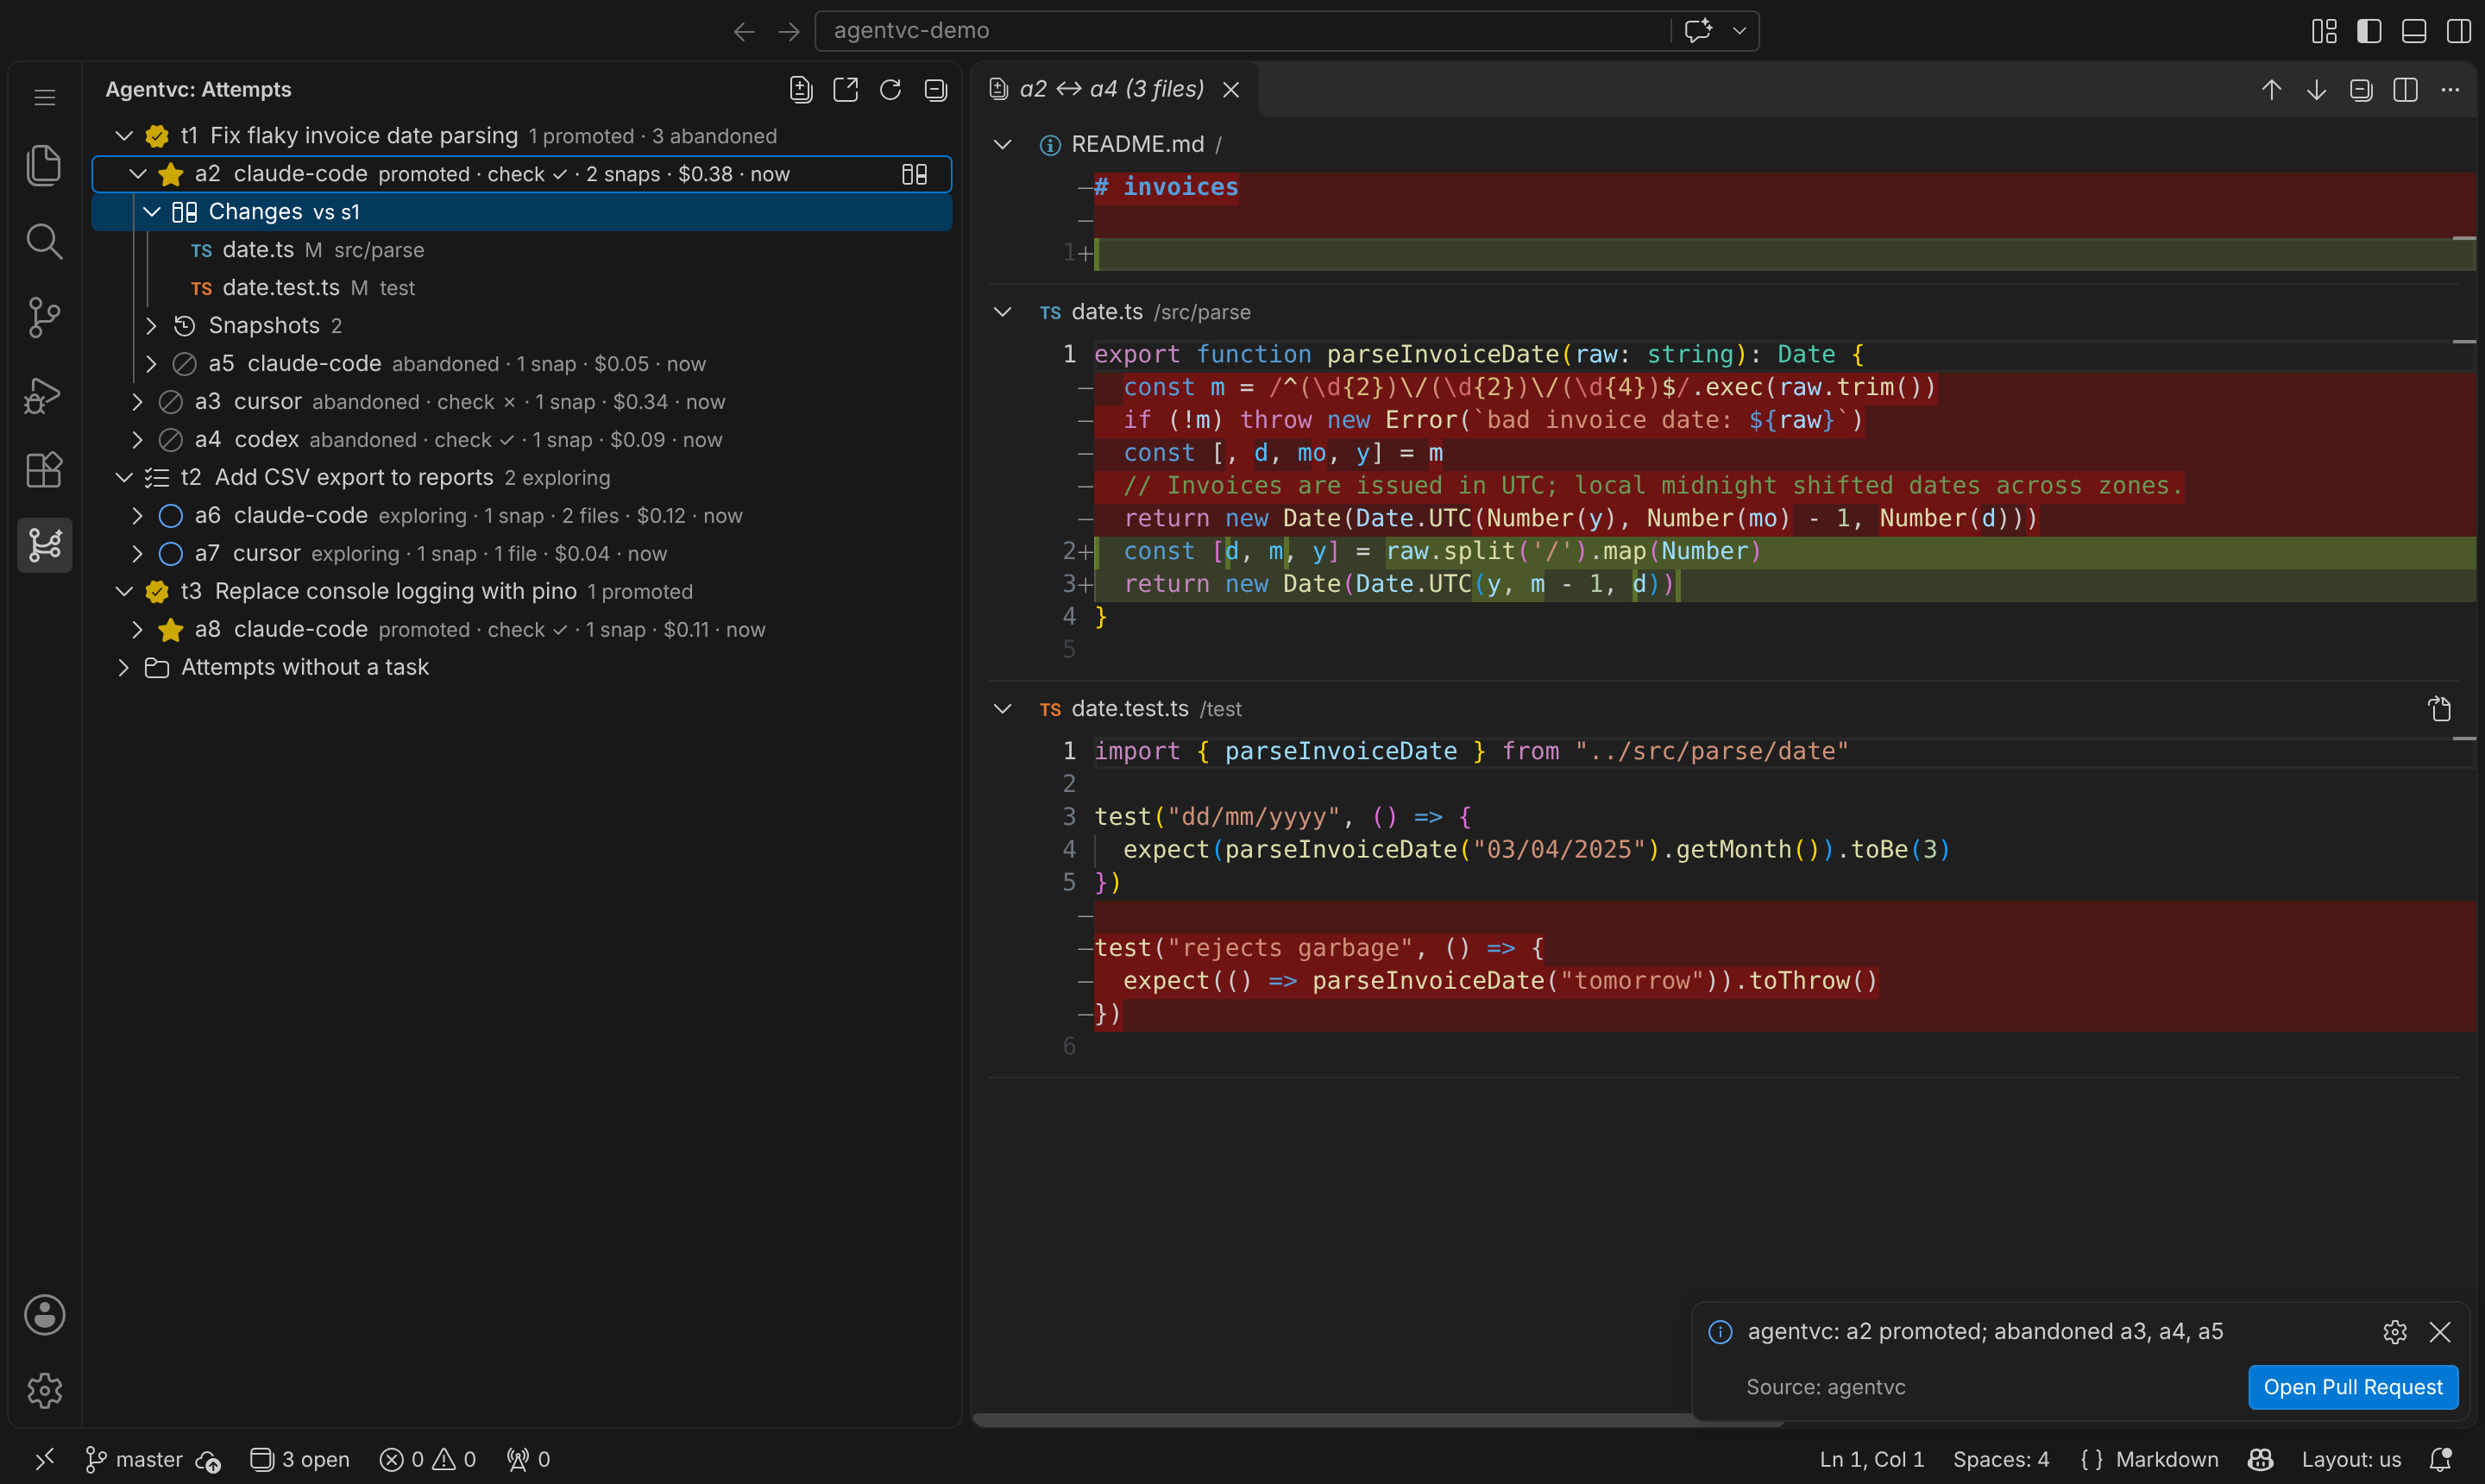 agentvc-demo
Agentvc: Attempts
t1 Fix flaky invoice date parsing 1 promoted · 3 abandoned
a2 claude-code promoted · check ✓ · 2 snaps · $0.38 · now
Changes vs s1
TS date.ts M src/parse
TS date.test.ts M test
Snapshots 2
a5 claude-code abandoned · 1 snap · $0.05 · now
a3 cursor abandoned · check × · 1 snap · $0.34 · now
a4 codex abandoned · check ✓ · 1 snap · $0.09 · now
t2 Add CSV export to reports 2 exploring
a6 claude-code exploring · 1 snap · 2 files · $0.12 · now
a7 cursor exploring · 1 snap · 1 file · $0.04 · now
t3 Replace console logging with pino 1 promoted
a8 claude-code promoted · check ✓ · 1 snap · $0.11 · now
Attempts without a task
a2 ↔ a4 (3 files)
README.md /
—# invoices
—
1+
TS date.ts /src/parse
1 export function parseInvoiceDate(raw: string): Date {
— const m = /^(\d{2})\/(\d{2})\/(\d{4})$/.exec(raw.trim())
— if (!m) throw new Error(`bad invoice date: ${raw}`)
— const [, d, mo, y] = m
— // Invoices are issued in UTC; local midnight shifted dates across zones.
— return new Date(Date.UTC(Number(y), Number(mo) - 1, Number(d)))
2+ const [d, m, y] = raw.split('/').map(Number)
3+ return new Date(Date.UTC(y, m - 1, d))
4 }
5
TS date.test.ts /test
1 import { parseInvoiceDate } from "../src/parse/date"
2
3 test("dd/mm/yyyy", () => {
4 expect(parseInvoiceDate("03/04/2025").getMonth()).toBe(3)
5 })
—
—test("rejects garbage", () => {
— expect(() => parseInvoiceDate("tomorrow")).toThrow()
—})
6
agentvc: a2 promoted; abandoned a3, a4, a5
Source: agentvc
Open Pull Request
master
3 open
0
0
0
Ln 1, Col 1
Spaces: 4
{ } Markdown
Layout: us